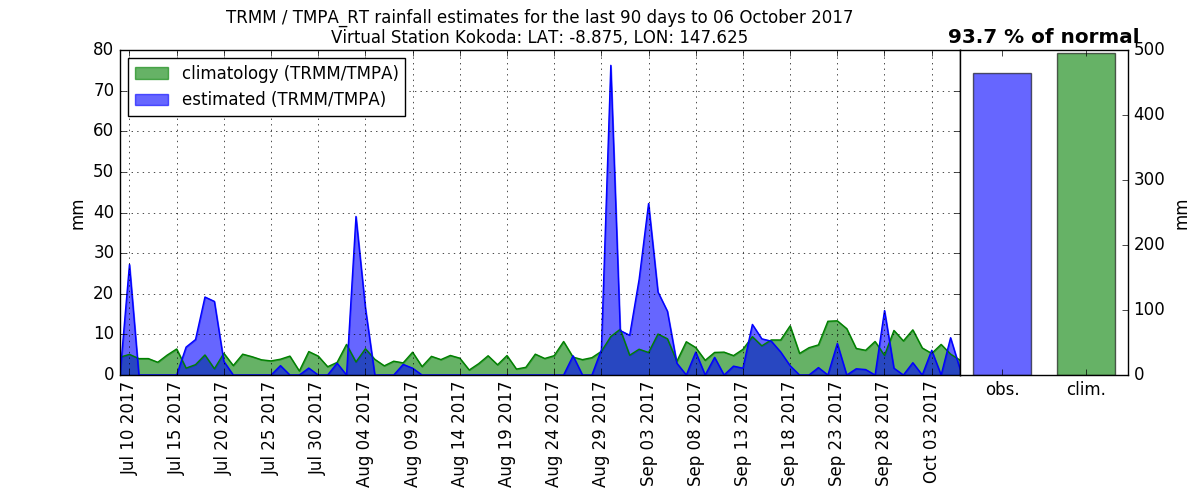 TRMM / TMPA_RT rainfall estimates for the last 90 days to 06 October 2017
Virtual Station Kokoda: LAT: -8.875, LON: 147.625
93.7 % of normal
climatology (TRMM/TMPA)
estimated (TRMM/TMPA)
mm
80
70
60
50
40
30
20
10
0
Jul 10 2017
Jul 15 2017
Jul 20 2017
Jul 25 2017
Jul 30 2017
Aug 04 2017
Aug 09 2017
Aug 14 2017
Aug 19 2017
Aug 24 2017
Aug 29 2017
Sep 03 2017
Sep 08 2017
Sep 13 2017
Sep 18 2017
Sep 23 2017
Sep 28 2017
Oct 03 2017
obs.
clim.
500
400
300
200
100
0
mm